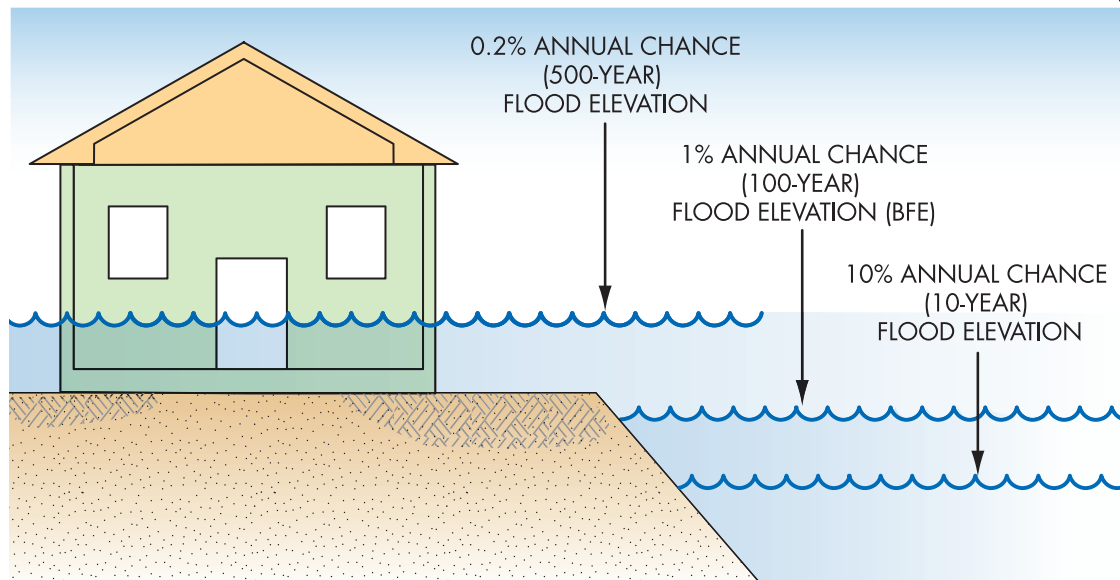 0.2% ANNUAL CHANCE
(500-YEAR)
FLOOD ELEVATION
1% ANNUAL CHANCE
(100-YEAR)
FLOOD ELEVATION (BFE)
10% ANNUAL CHANCE
(10-YEAR)
FLOOD ELEVATION